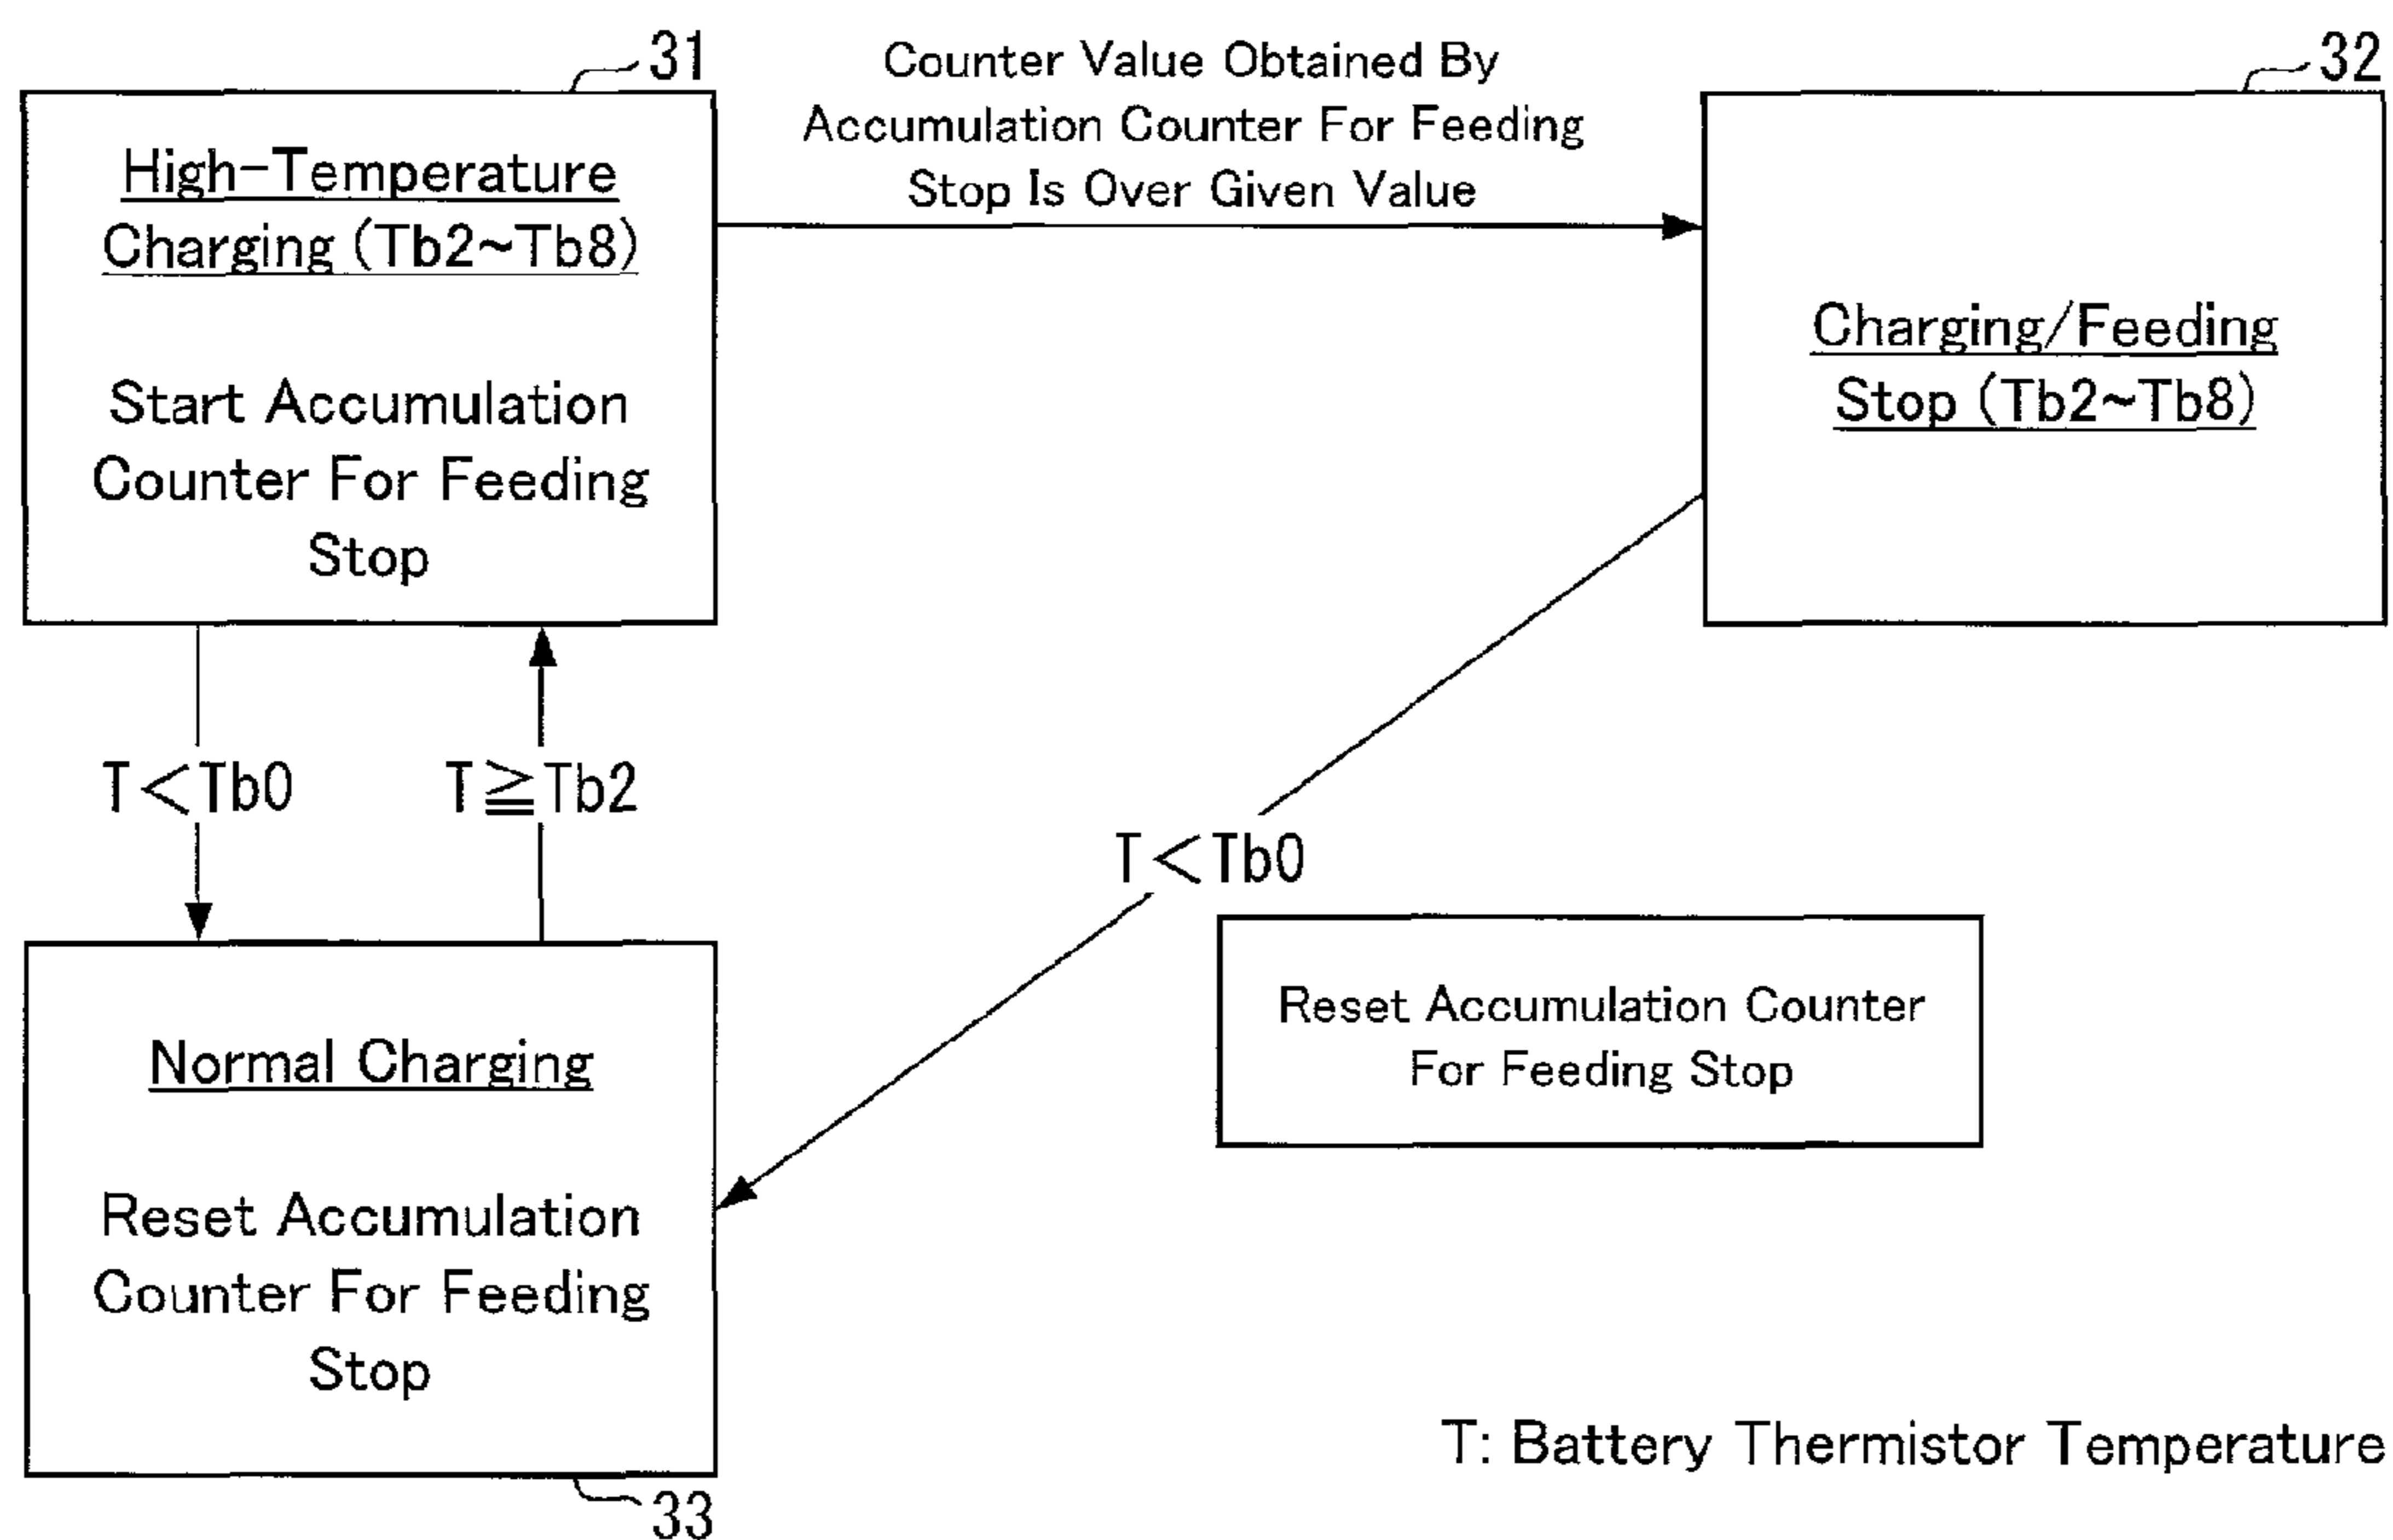 31
High-Temperature
Charging (Tb2~Tb8)
Start Accumulation
Counter For Feeding
Stop
Counter Value Obtained By
Accumulation Counter For Feeding
Stop Is Over Given Value
32
Charging/Feeding
Stop (Tb2~Tb8)
T<Tb0
T≧Tb2
T<Tb0
Reset Accumulation Counter
For Feeding Stop
Normal Charging
Reset Accumulation
Counter For Feeding
Stop
33
T: Battery Thermistor Temperature